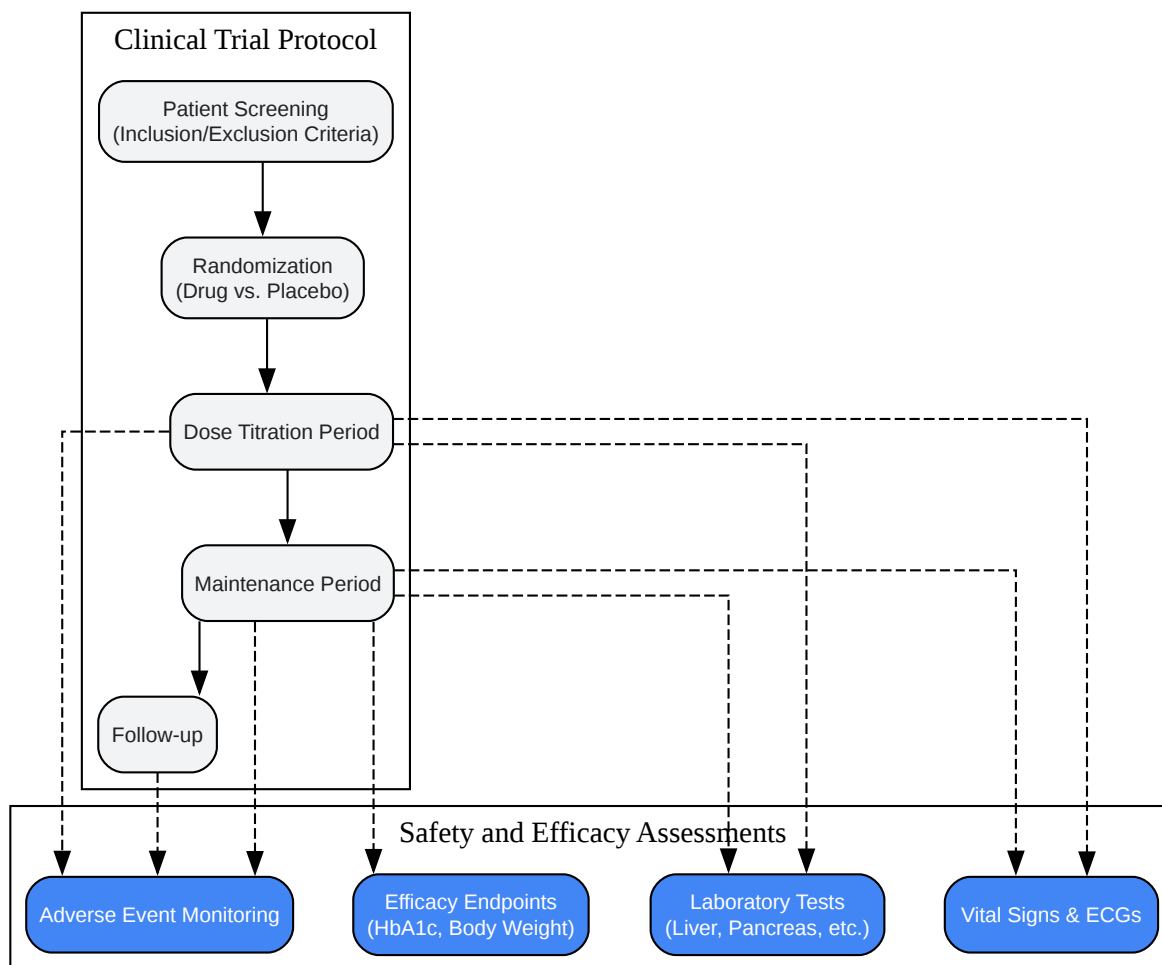 Clinical Trial Protocol
Patient Screening
(Inclusion/Exclusion Criteria)
Randomization
(Drug vs. Placebo)
Dose Titration Period
Maintenance Period
Follow-up
Safety and Efficacy Assessments
Adverse Event Monitoring
Efficacy Endpoints
(HbA1c, Body Weight)
Laboratory Tests
(Liver, Pancreas, etc.)
Vital Signs & ECGs